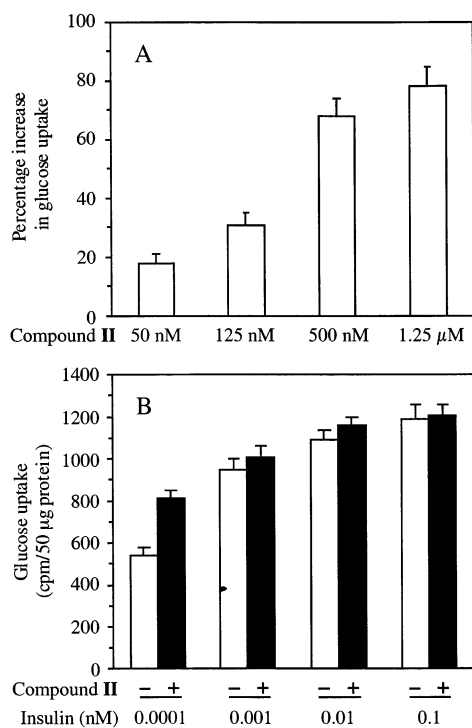 A
Percentage increase
in glucose uptake
100
80
60
40
20
0
Compound II 50 nM 125 nM 500 nM 1.25 μM
B
Glucose uptake
(cpm/50 μg protein)
1400
1200
1000
800
600
400
200
0
Compound II − + − + − + − +
Insulin (nM) 0.0001 0.001 0.01 0.1